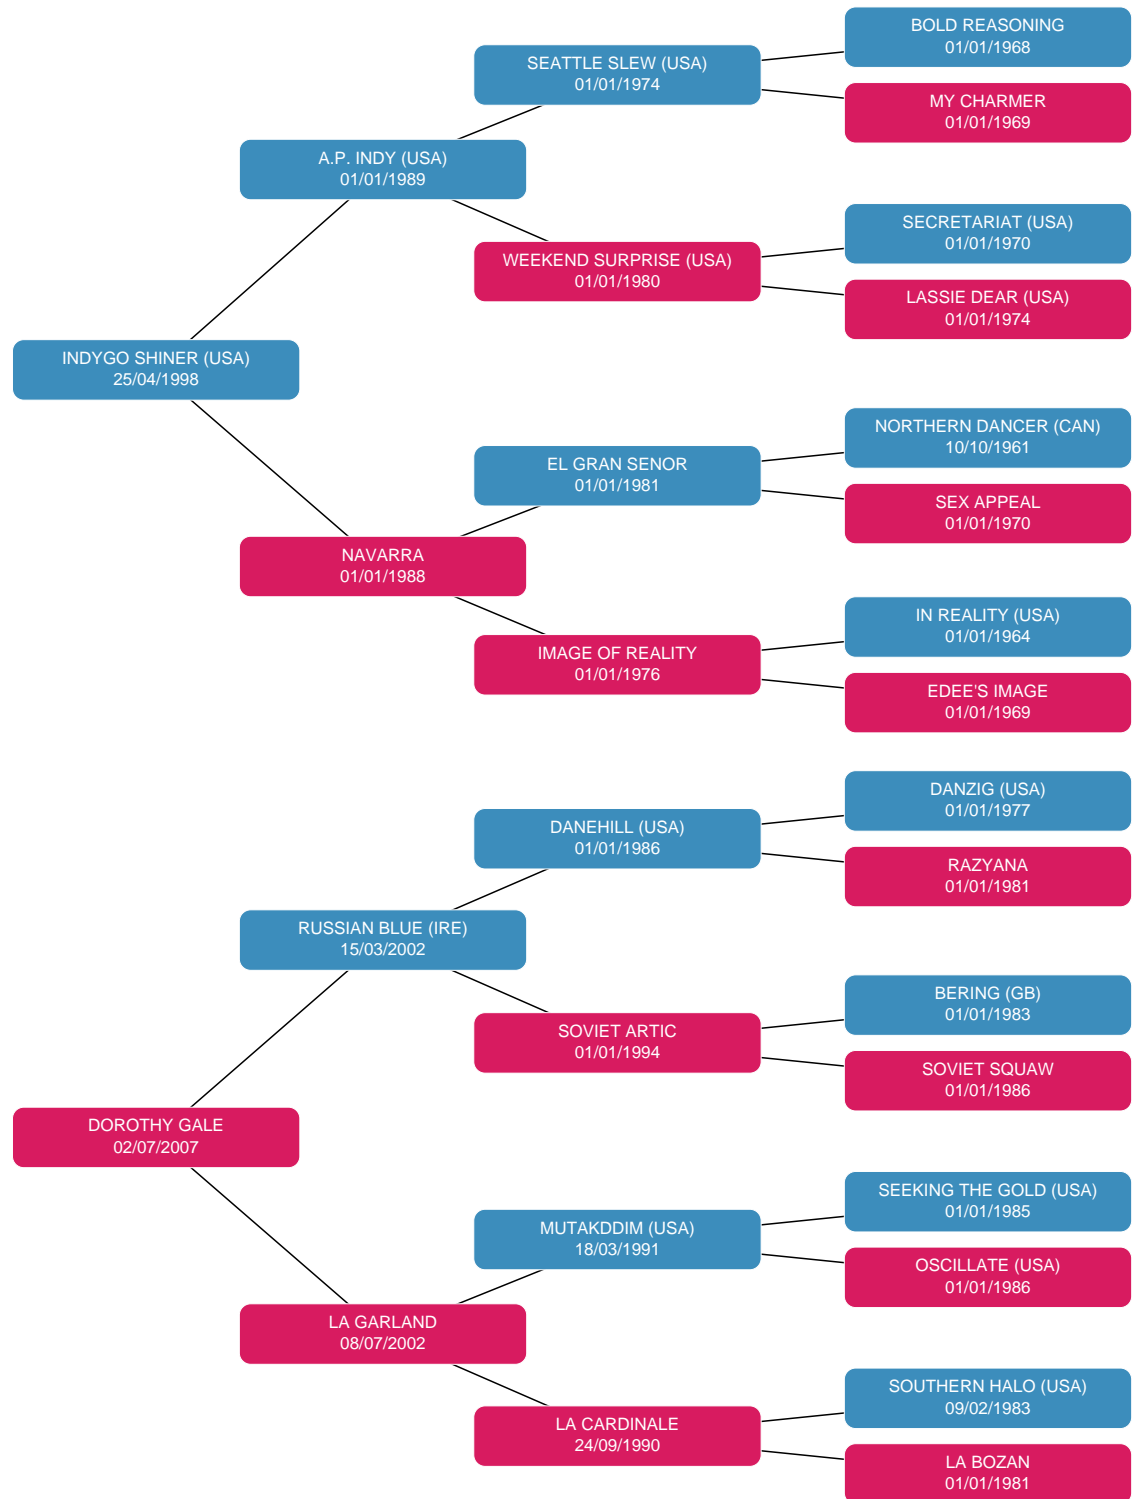 BOLD REASONING
01/01/1968
SEATTLE SLEW (USA)
01/01/1974
MY CHARMER
01/01/1969
A.P. INDY (USA)
01/01/1989
SECRETARIAT (USA)
01/01/1970
WEEKEND SURPRISE (USA)
01/01/1980
LASSIE DEAR (USA)
01/01/1974
INDYGO SHINER (USA)
25/04/1998
NORTHERN DANCER (CAN)
10/10/1961
EL GRAN SENOR
01/01/1981
SEX APPEAL
01/01/1970
NAVARRA
01/01/1988
IN REALITY (USA)
01/01/1964
IMAGE OF REALITY
01/01/1976
EDEE'S IMAGE
01/01/1969
DANZIG (USA)
01/01/1977
DANEHILL (USA)
01/01/1986
RAZYANA
01/01/1981
RUSSIAN BLUE (IRE)
15/03/2002
BERING (GB)
01/01/1983
SOVIET ARTIC
01/01/1994
SOVIET SQUAW
01/01/1986
DOROTHY GALE
02/07/2007
SEEKING THE GOLD (USA)
01/01/1985
MUTAKDDIM (USA)
18/03/1991
OSCILLATE (USA)
01/01/1986
LA GARLAND
08/07/2002
SOUTHERN HALO (USA)
09/02/1983
LA CARDINALE
24/09/1990
LA BOZAN
01/01/1981